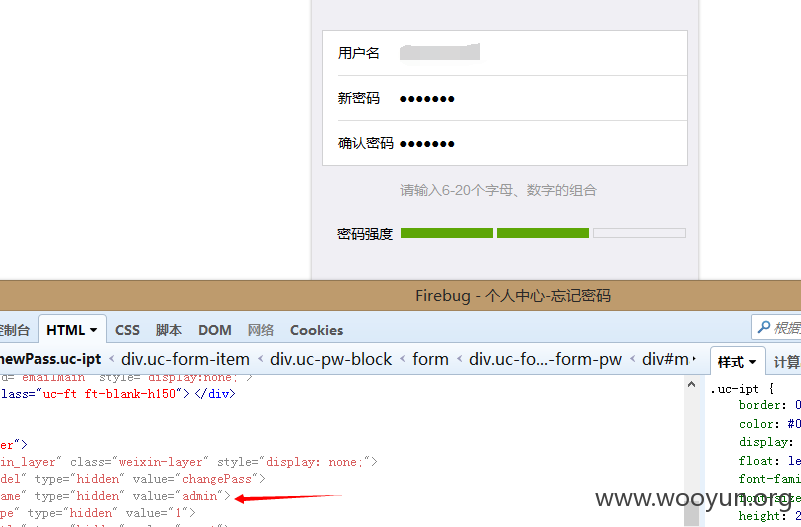 用户名
新密码 ●●●●●●●
确认密码 ●●●●●●●
请输入6-20个字母、数字的组合
密码强度
Firebug - 个人中心-忘记密码
控制台 HTML CSS 脚本 DOM 网络 Cookies
newPass.uc-ipt < div.uc-form-item < div.uc-pw-block < form < div.uc-fo...-form-pw < div#m
样式
d="emailmain" style="display:none;">
lass="uc-ft ft-blank-h150"></div>
er">
in_layer" class="weixin-layer" style="display: none;">
del" type="hidden" value="changePass">
ame" type="hidden" value="admin">
pe" type="hidden" value="1">
.uc-ipt {
border: 0
color: #0
display:
float: le
font-fami
font-size
height: 2
www.wooyun.org